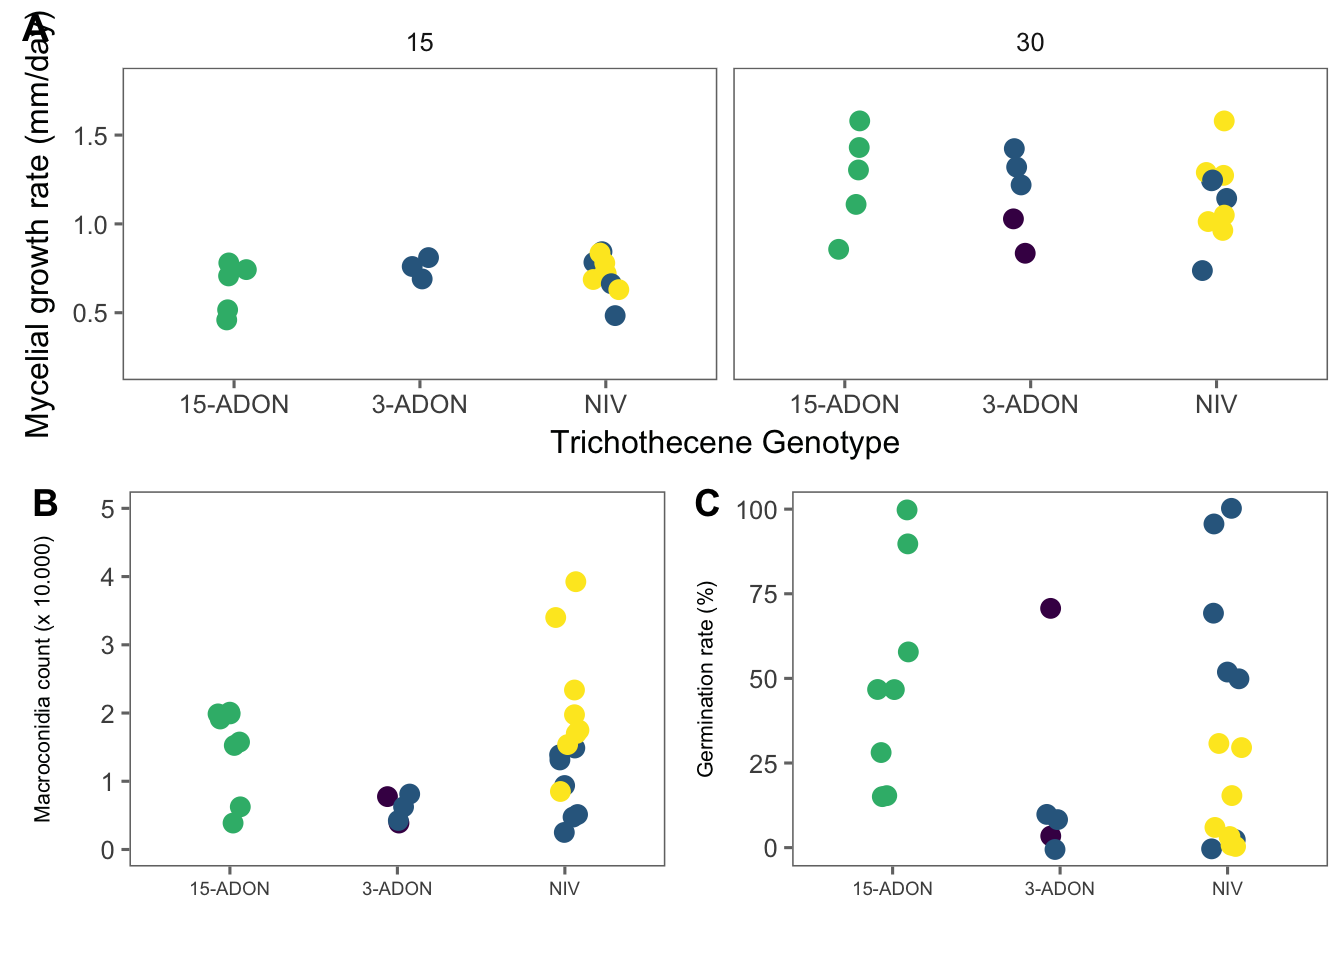 A
Mycelial growth rate (mm/day)
15
30
1.5
1.0
0.5
15-ADON
3-ADON
NIV
15-ADON
3-ADON
NIV
Trichothecene Genotype
B
Macroconidia count (x 10.000)
5
4
3
2
1
0
15-ADON
3-ADON
NIV
C
Germination rate (%)
100
75
50
25
0
15-ADON
3-ADON
NIV